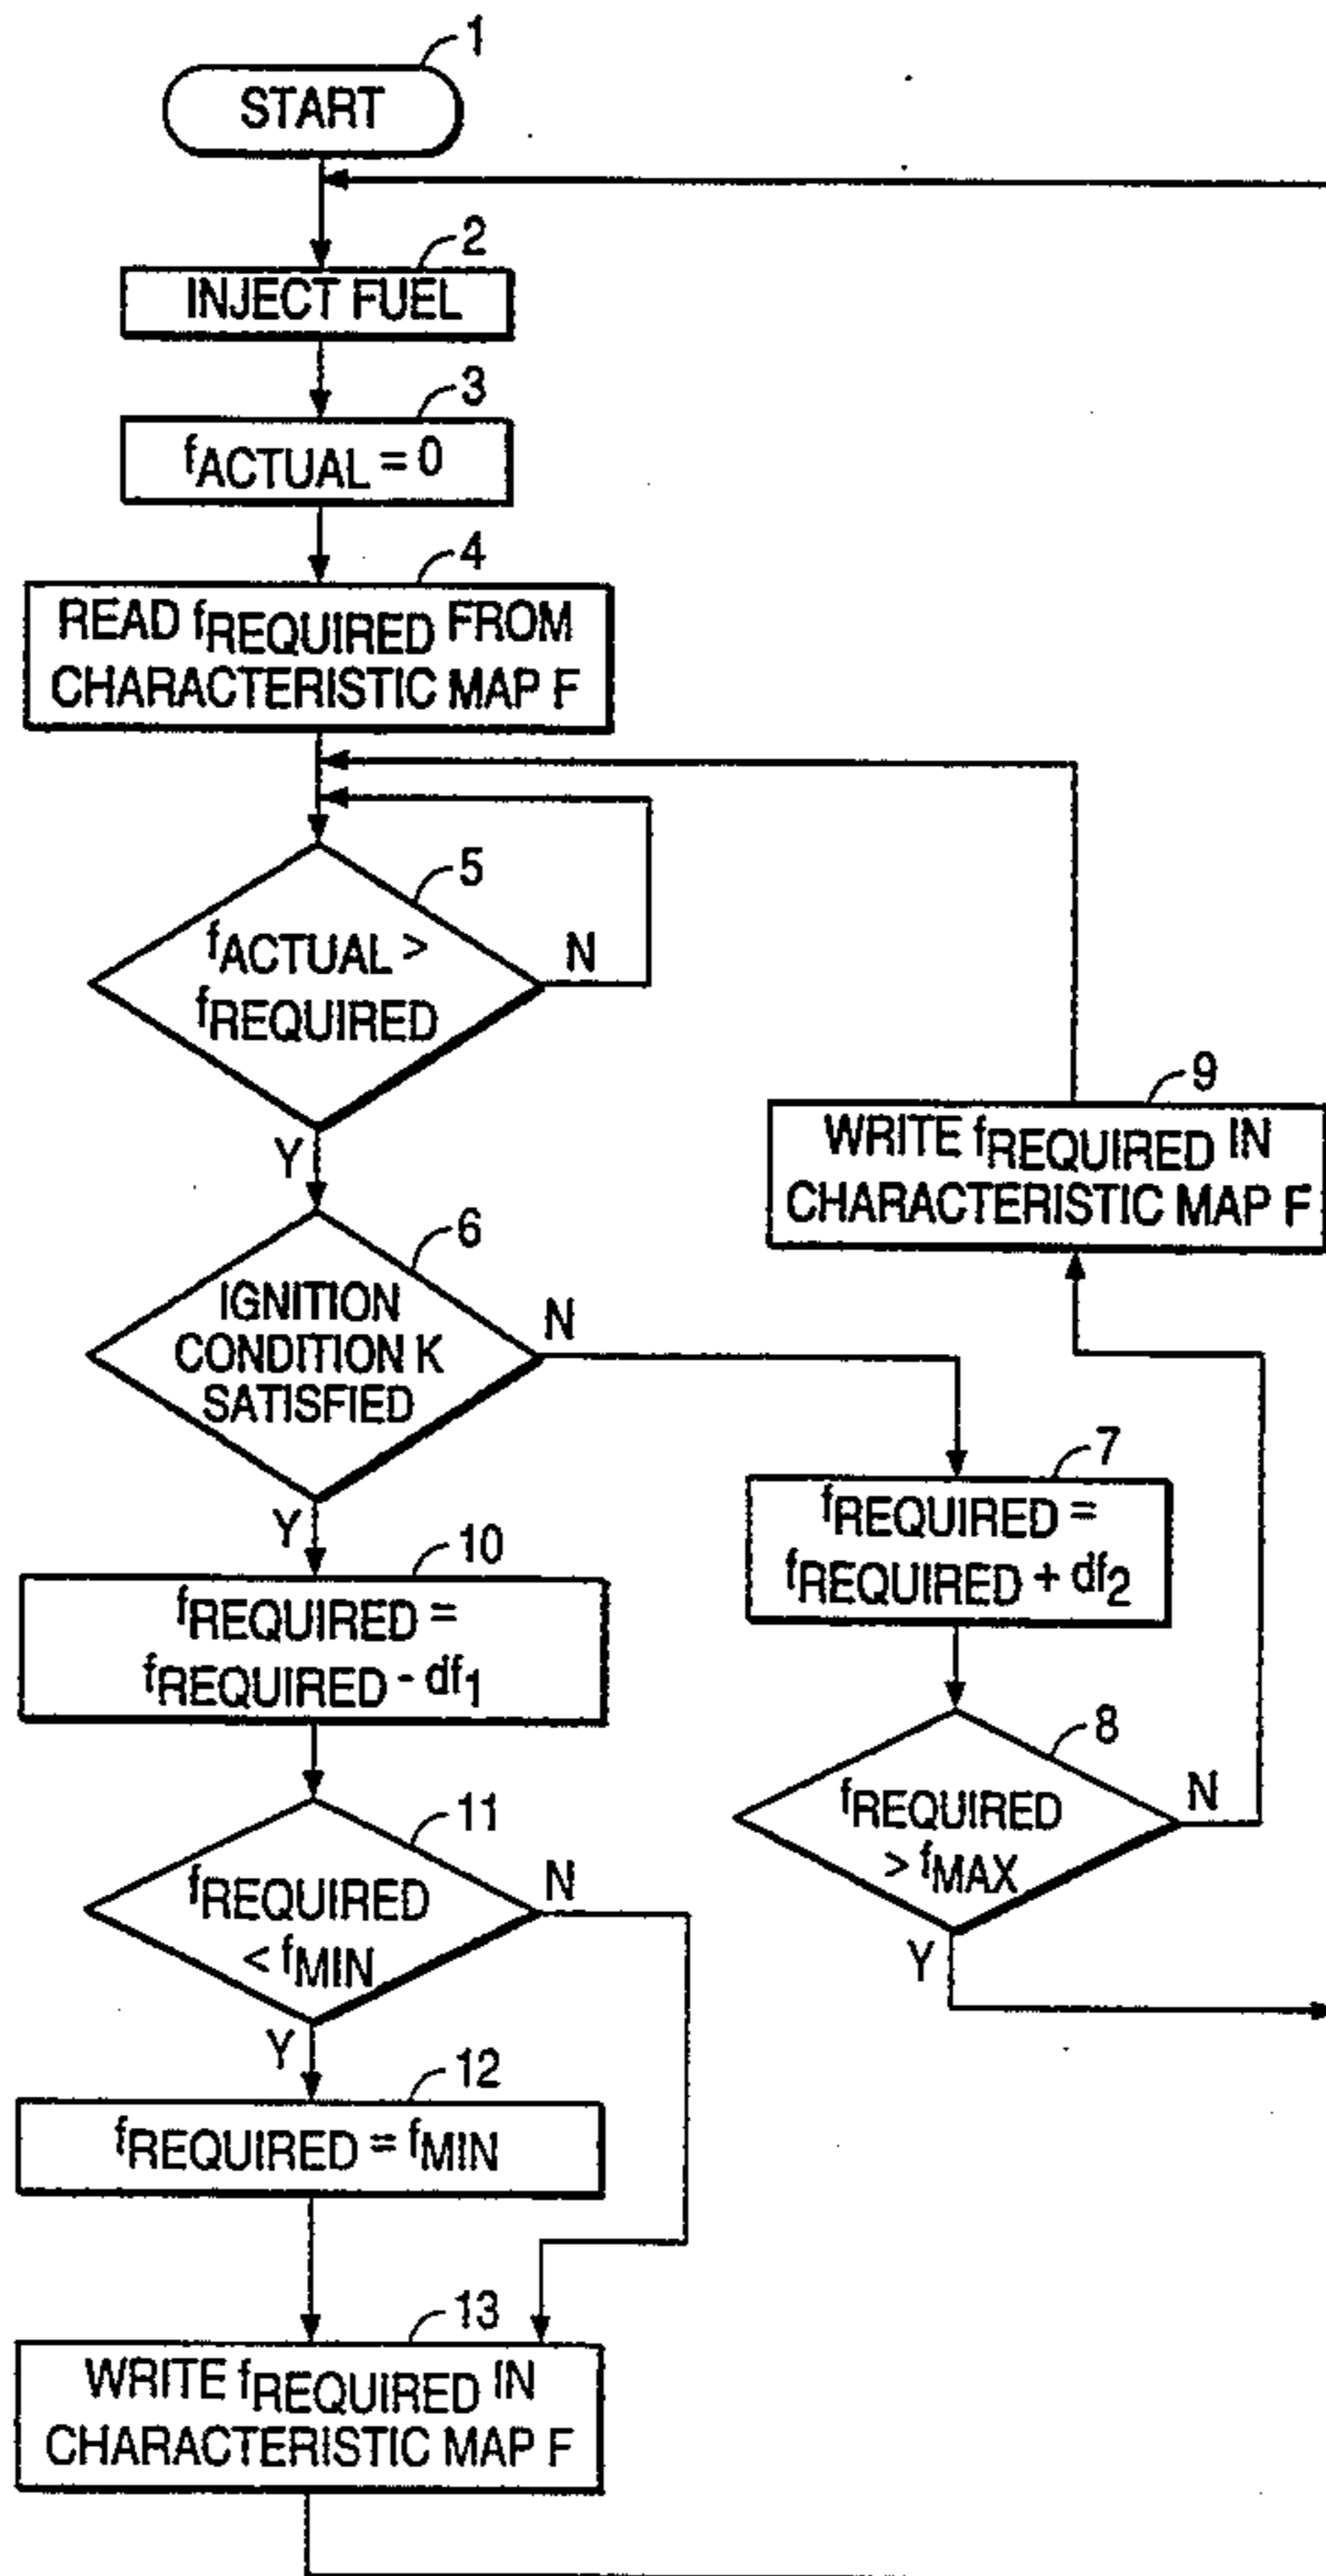 1
START
2
INJECT FUEL
3
fACTUAL = 0
4
READ fREQUIRED FROM
CHARACTERISTIC MAP F
5
fACTUAL >
fREQUIRED
N
Y
6
IGNITION
CONDITION K
SATISFIED
N
Y
7
fREQUIRED =
fREQUIRED + df2
8
fREQUIRED
> fMAX
N
Y
9
WRITE fREQUIRED IN
CHARACTERISTIC MAP F
10
fREQUIRED =
fREQUIRED - df1
11
fREQUIRED
< fMIN
N
Y
12
fREQUIRED = fMIN
13
WRITE fREQUIRED IN
CHARACTERISTIC MAP F